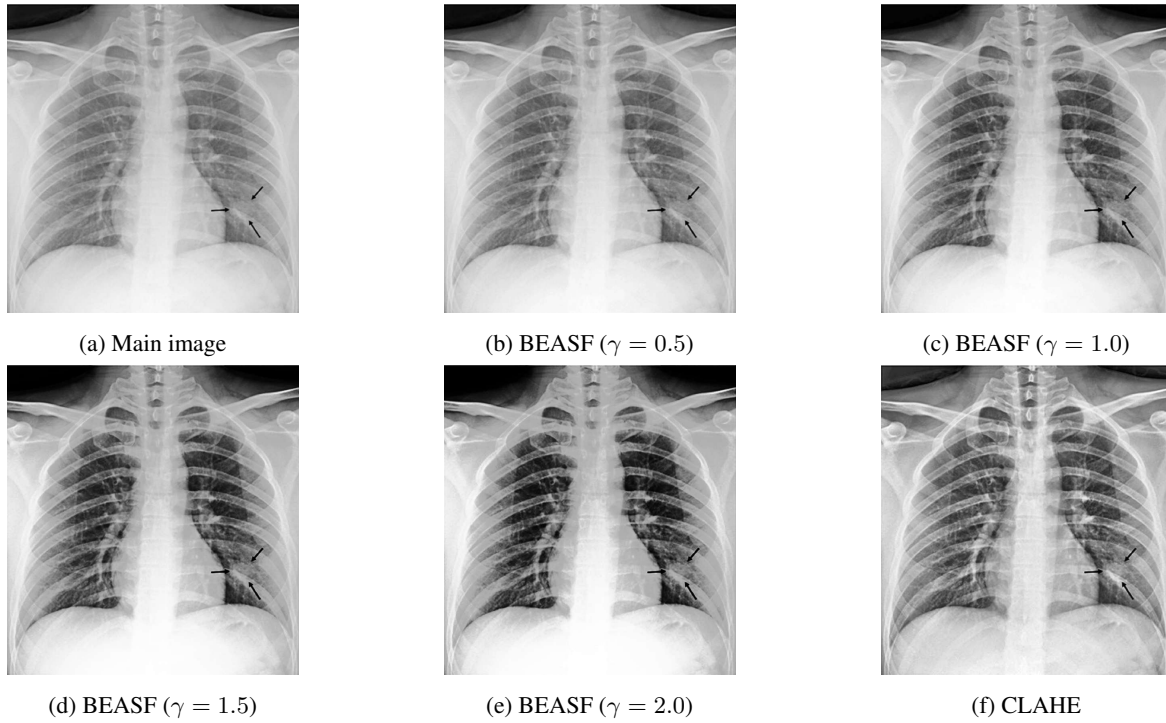 (a) Main image
(b) BEASF (γ = 0.5)
(c) BEASF (γ = 1.0)
(d) BEASF (γ = 1.5)
(e) BEASF (γ = 2.0)
(f) CLAHE